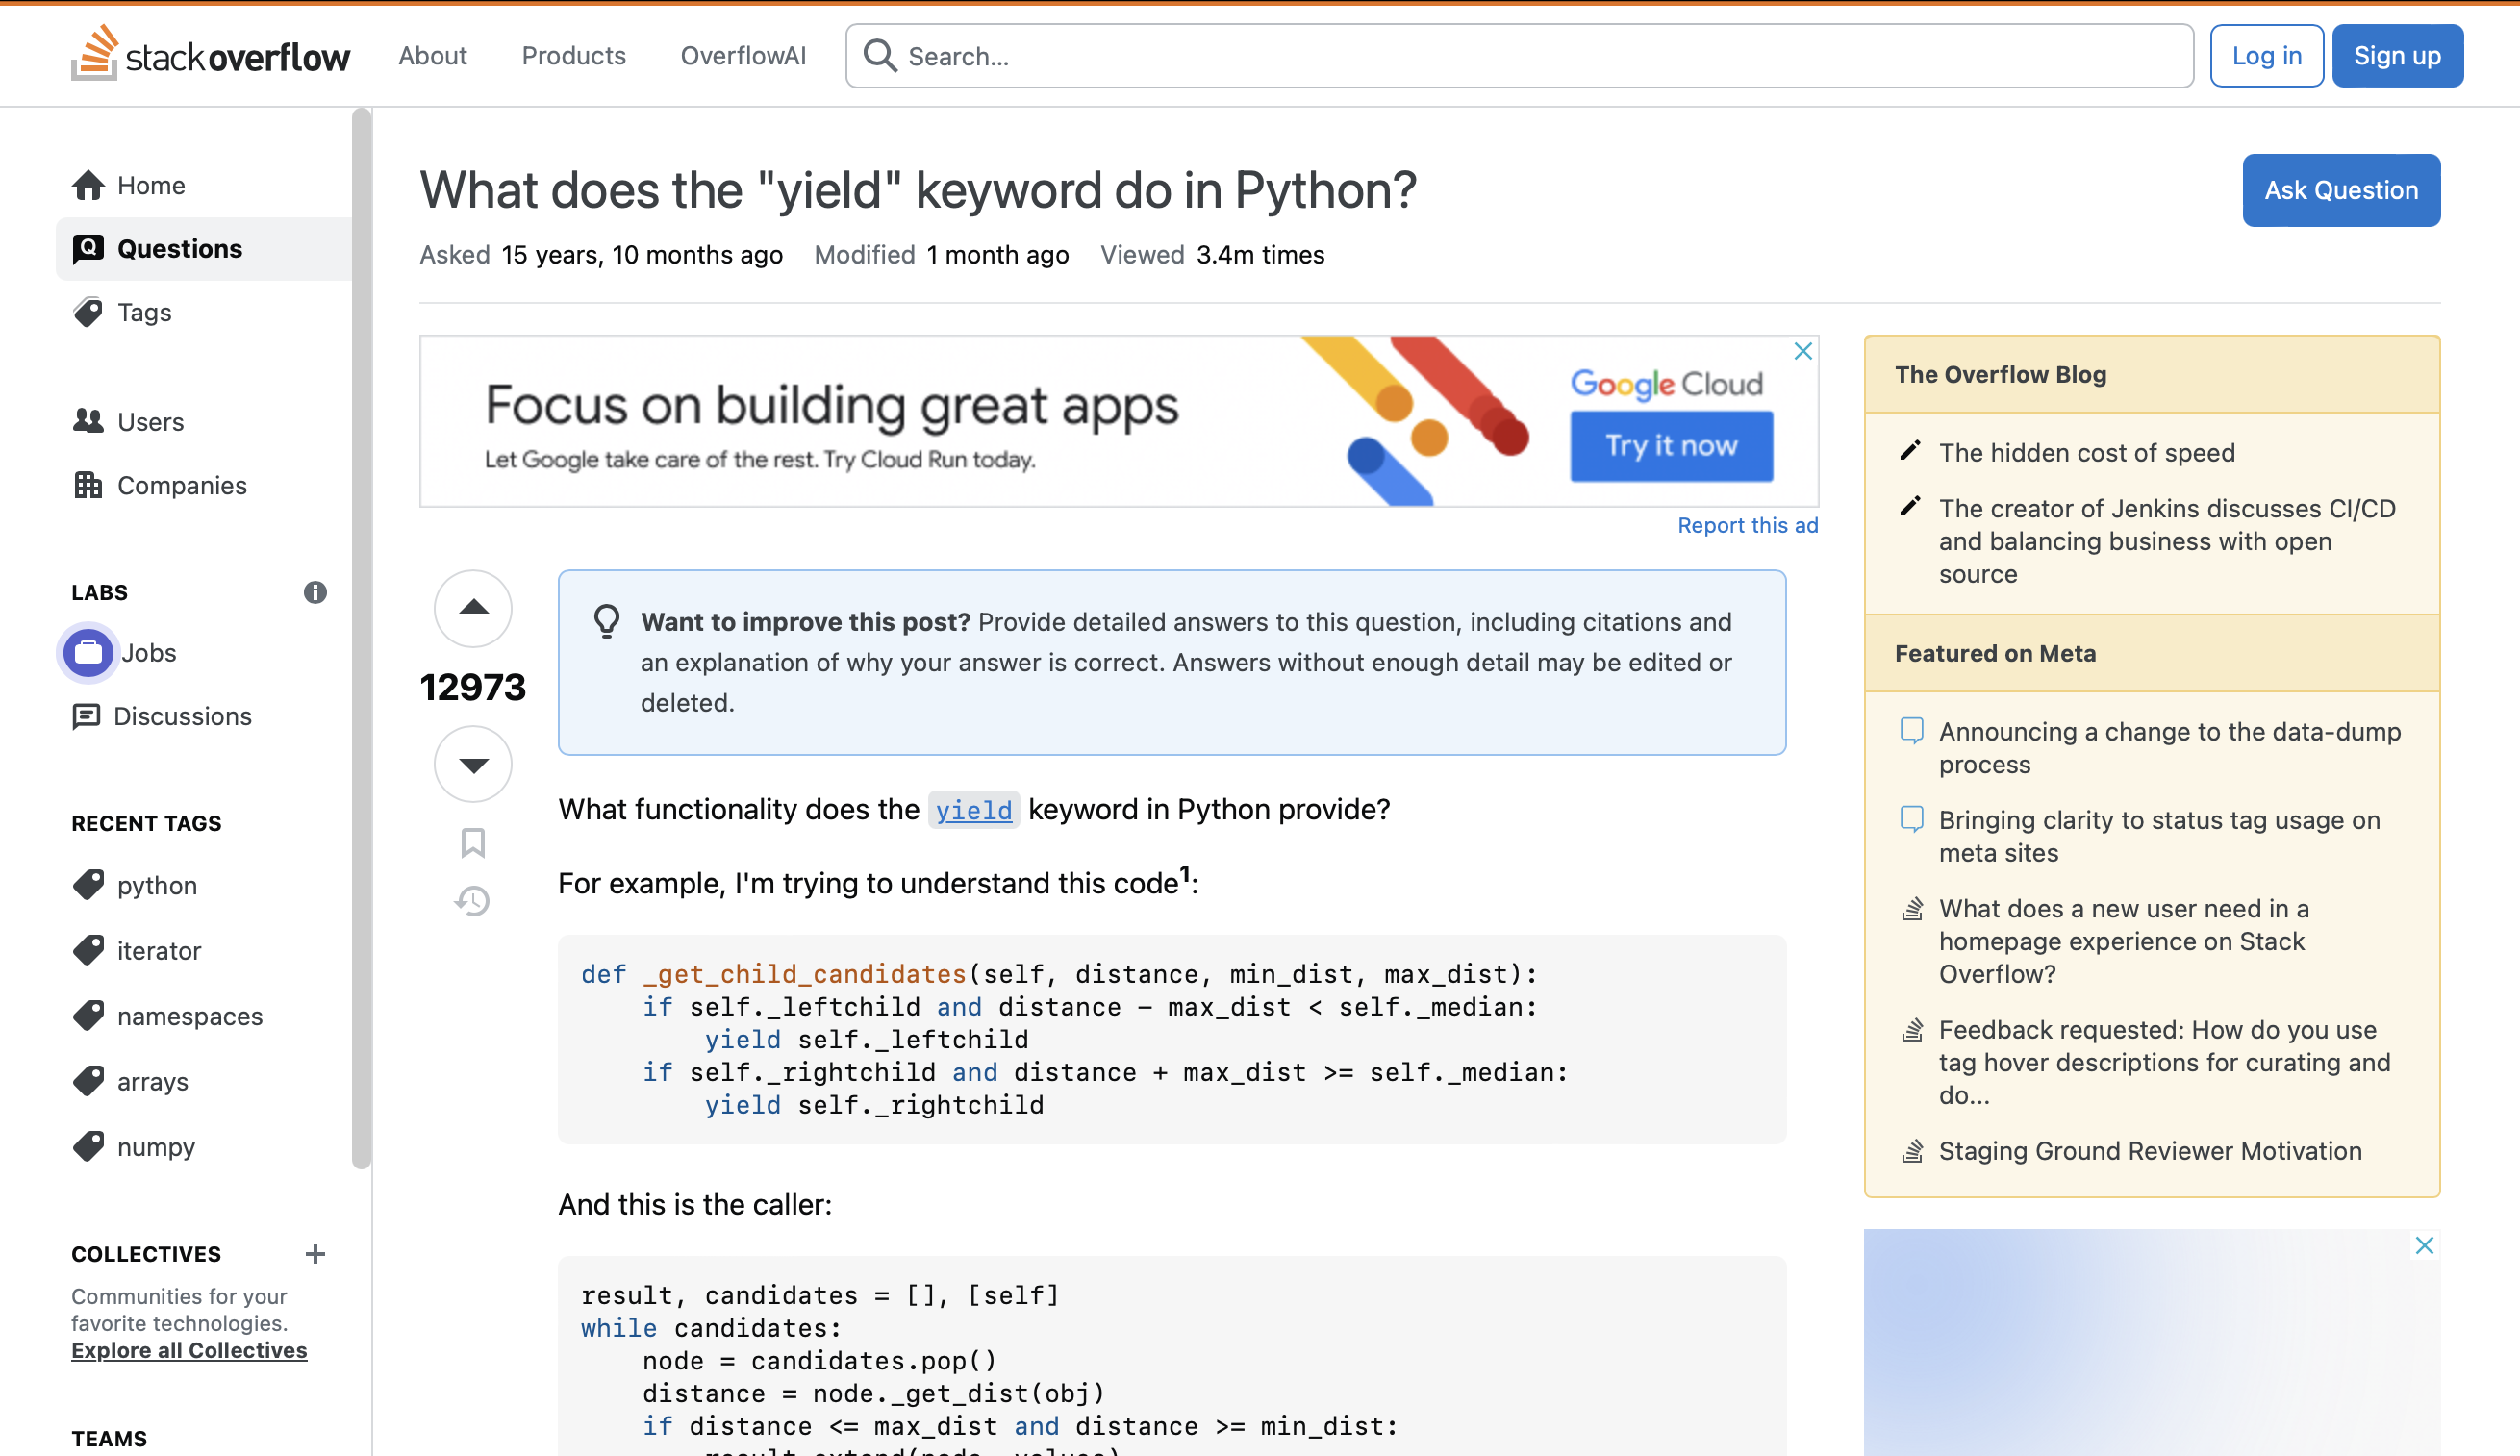 stack overflow
About
Products
OverflowAI
Search...
Log in
Sign up
Home
Questions
Tags
Users
Companies
LABS
Jobs
Discussions
RECENT TAGS
python
iterator
namespaces
arrays
numpy
COLLECTIVES
Communities for your
favorite technologies.
Explore all Collectives
TEAMS
What does the "yield" keyword do in Python?
Ask Question
Asked 15 years, 10 months ago Modified 1 month ago Viewed 3.4m times
Focus on building great apps
Let Google take care of the rest. Try Cloud Run today.
Google Cloud
Try it now
Report this ad
12973
Want to improve this post? Provide detailed answers to this question, including citations and
an explanation of why your answer is correct. Answers without enough detail may be edited or
deleted.
What functionality does the yield keyword in Python provide?
For example, I'm trying to understand this code¹:
def _get_child_candidates(self, distance, min_dist, max_dist):
    if self._leftchild and distance - max_dist < self._median:
        yield self._leftchild
    if self._rightchild and distance + max_dist >= self._median:
        yield self._rightchild
And this is the caller:
result, candidates = [], [self]
while candidates:
    node = candidates.pop()
    distance = node._get_dist(obj)
    if distance <= max_dist and distance >= min_dist:
The Overflow Blog
The hidden cost of speed
The creator of Jenkins discusses CI/CD
and balancing business with open
source
Featured on Meta
Announcing a change to the data-dump
process
Bringing clarity to status tag usage on
meta sites
What does a new user need in a
homepage experience on Stack
Overflow?
Feedback requested: How do you use
tag hover descriptions for curating and
do...
Staging Ground Reviewer Motivation